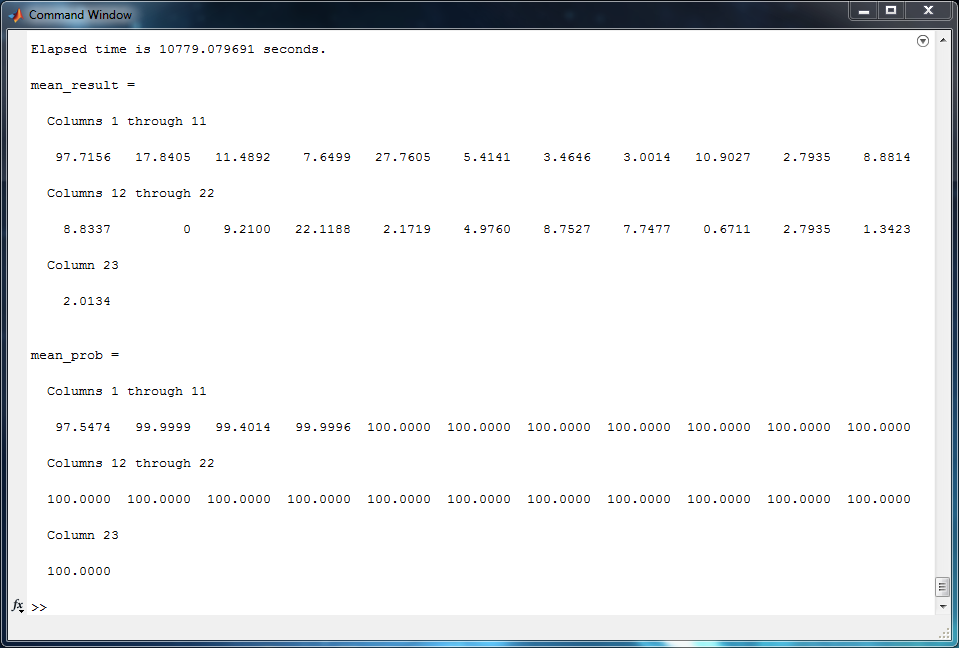 Command Window
Elapsed time is 10779.079691 seconds.
mean_result =
Columns 1 through 11
97.7156 17.8405 11.4892 7.6499 27.7605 5.4141 3.4646 3.0014 10.9027 2.7935 8.8814
Columns 12 through 22
8.8337 0 9.2100 22.1188 2.1719 4.9760 8.7527 7.7477 0.6711 2.7935 1.3423
Column 23
2.0134
mean_prob =
Columns 1 through 11
97.5474 99.9999 99.4014 99.9996 100.0000 100.0000 100.0000 100.0000 100.0000 100.0000 100.0000
Columns 12 through 22
100.0000 100.0000 100.0000 100.0000 100.0000 100.0000 100.0000 100.0000 100.0000 100.0000 100.0000
Column 23
100.0000
fx >>